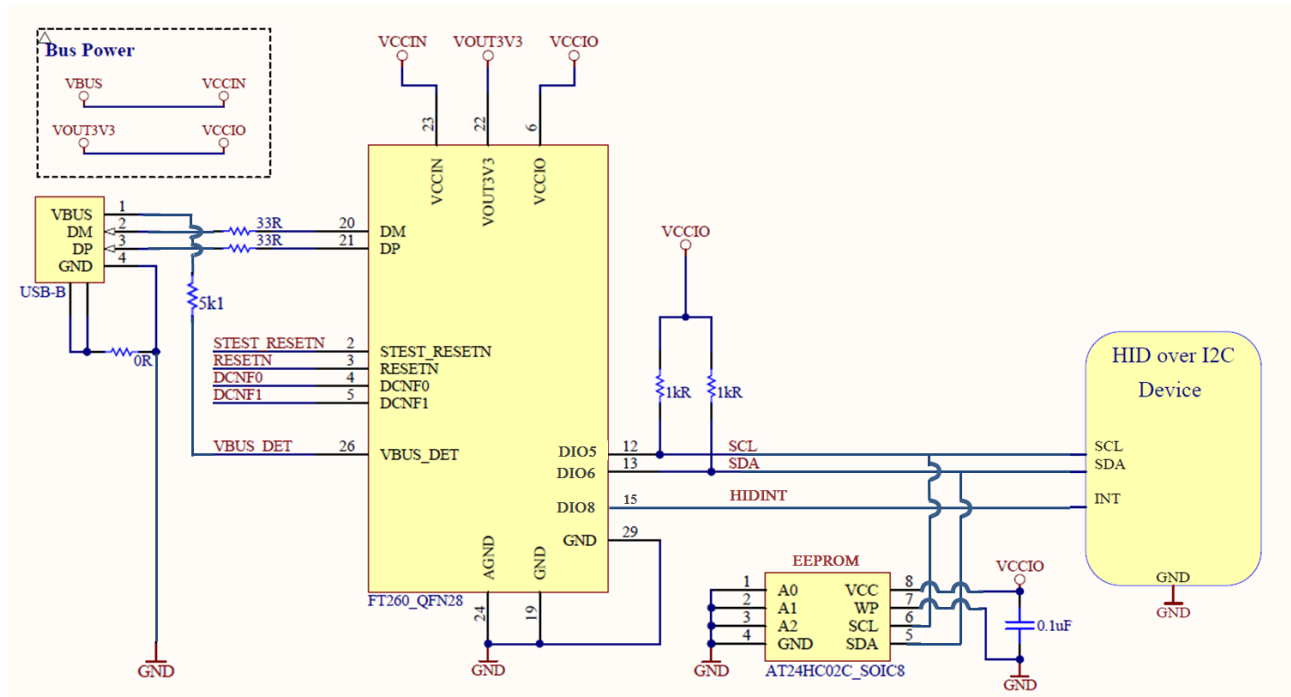 Bus Power
VBUS
VCCIN
VOUT3V3
VCCIO
VCCIN
VOUT3V3
VCCIO
23
22
6
VCCIN
VOUT3V3
VCCIO
VBUS
DM
DP
GND
1
2
3
4
USB-B
33R
33R
5k1
0R
20
21
DM
DP
STEST_RESETN
RESETN
DCNF0
DCNF1
2
3
4
5
STEST_RESETN
RESETN
DCNF0
DCNF1
VBUS DET
26
VBUS_DET
VCCIO
1kR
1kR
DIO5
DIO6
DIO8
GND
12
13
15
29
SCL
SDA
HIDINT
AGND
GND
24
19
FT260_QFN28
GND
GND
HID over I2C
Device
SCL
SDA
INT
GND
GND
EEPROM
1
2
3
4
A0
A1
A2
GND
VCC
WP
SCL
SDA
8
7
6
5
AT24HC02C_SOIC8
GND
VCCIO
0.1uF
GND